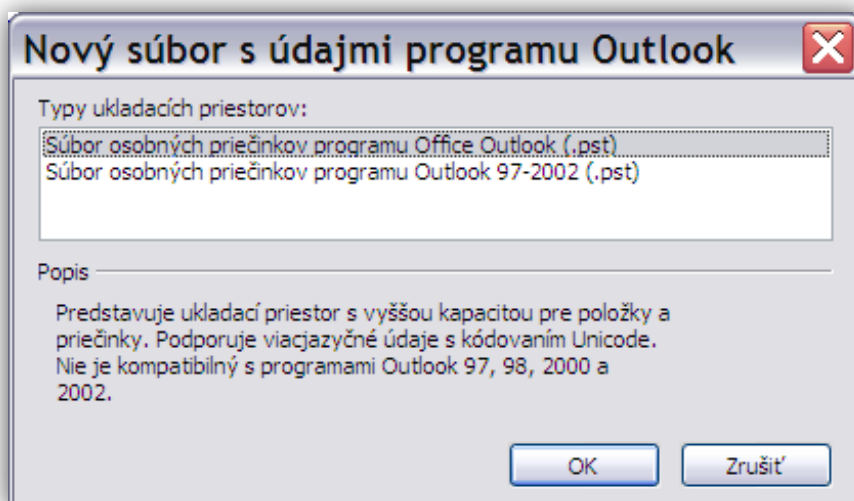 Nový súbor s údajmi programu Outlook
Typy ukladacích priestorov:
Súbor osobných priečinkov programu Office Outlook (.pst)
Súbor osobných priečinkov programu Outlook 97-2002 (.pst)
Popis
Predstavuje ukladací priestor s vyššou kapacitou pre položky a
priečinky. Podporuje viacjazyčné údaje s kódovaním Unicode.
Nie je kompatibilný s programami Outlook 97, 98, 2000 a
2002.
OK
Zrušiť